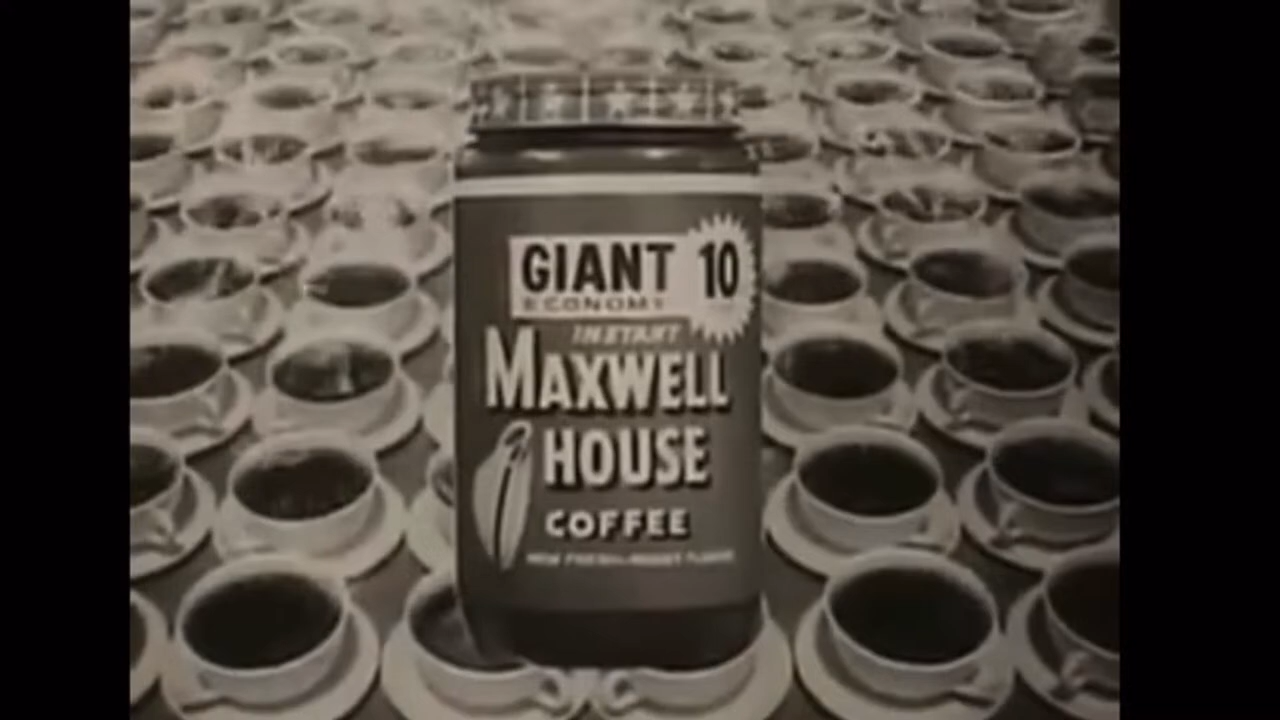 GIANT 10
ECONOMY
INSTANT
MAXWELL
HOUSE
COFFEE